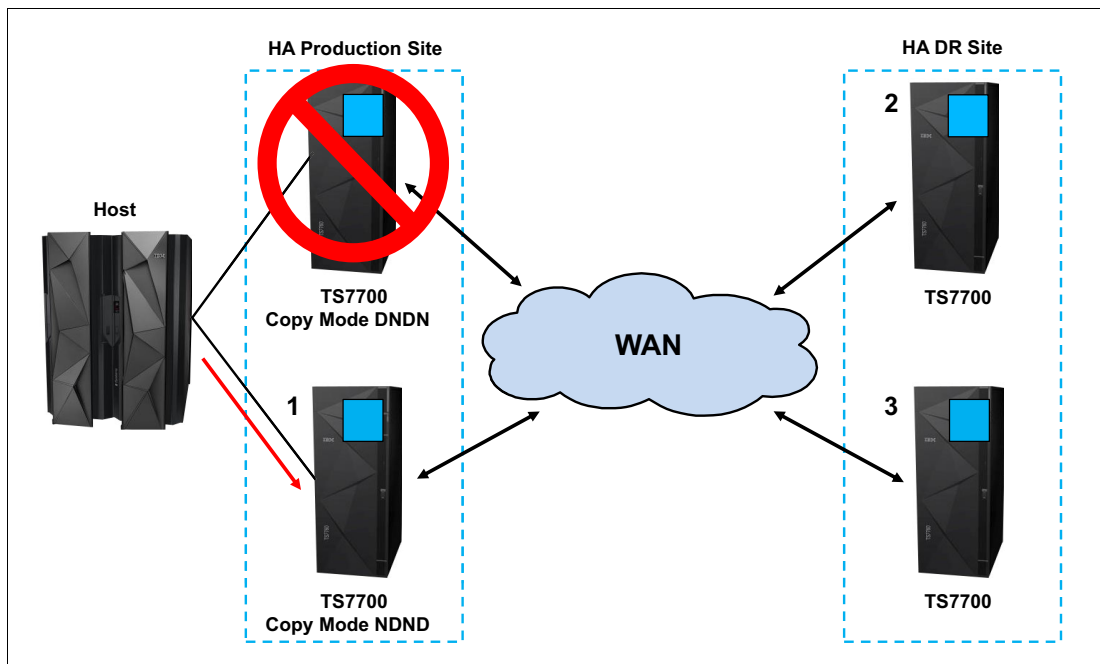 HA Production Site
HA DR Site
2
Host
TS7700
Copy Mode DNDN
TS7700
WAN
1
3
TS7700
Copy Mode NDND
TS7700